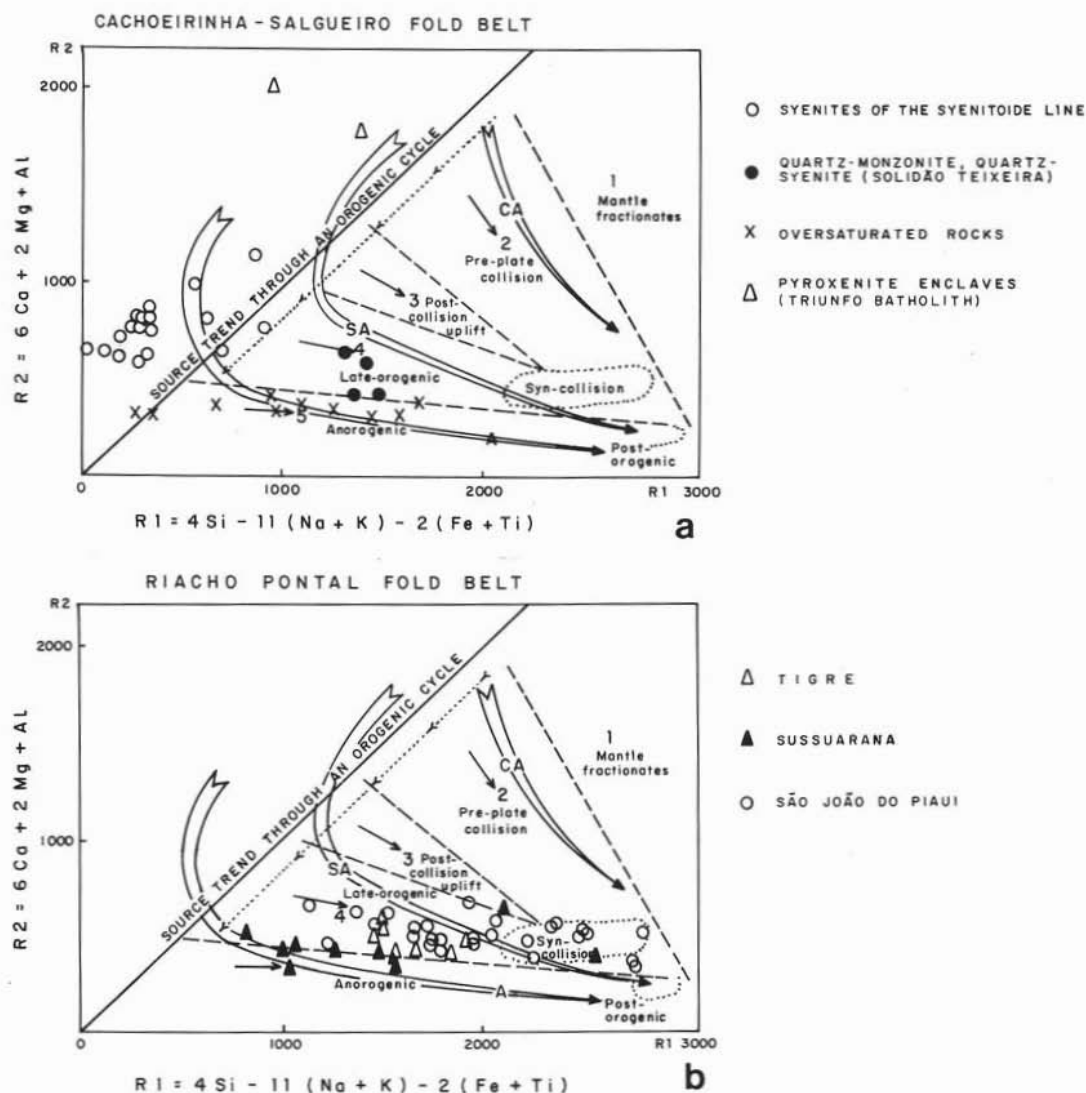 CACHOEIRINHA-SALGUEIRO FOLD BELT
R2
2000
1000
0
1000
2000
R1 3000
R2 = 6 Ca + 2 Mg + Al
R1 = 4 Si - 11 (Na + K) - 2 (Fe + Ti)
SOURCE TREND THROUGH AN OROGENIC CYCLE
1
Mantle
fractionates
CA
2
Pre-plate
collision
3 Post-
collision
uplift
SA
4
Late-orogenic
Syn-collision
5
Anorogenic
A
Post-
orogenic
a
SYENITES OF THE SYENITOIDE LINE
QUARTZ-MONZONITE, QUARTZ-
SYENITE (SOLIDÃO TEIXEIRA)
X OVERSATURATED ROCKS
PYROXENITE ENCLAVES
(TRIUNFO BATHOLITH)
RIACHO PONTAL FOLD BELT
R2
2000
1000
0
1000
2000
R1 3000
R2 = 6 Ca + 2 Mg + Al
R1 = 4 Si - 11 (Na + K) - 2 (Fe + Ti)
SOURCE TREND THROUGH AN OROGENIC CYCLE
1
Mantle
fractionates
CA
2
Pre-plate
collision
3 Post-
collision
uplift
SA
Late-orogenic
4
Syn-
collision
Anorogenic
A
Post-
orogenic
b
TIGRE
SUSSUARANA
SÃO JOÃO DO PIAUI